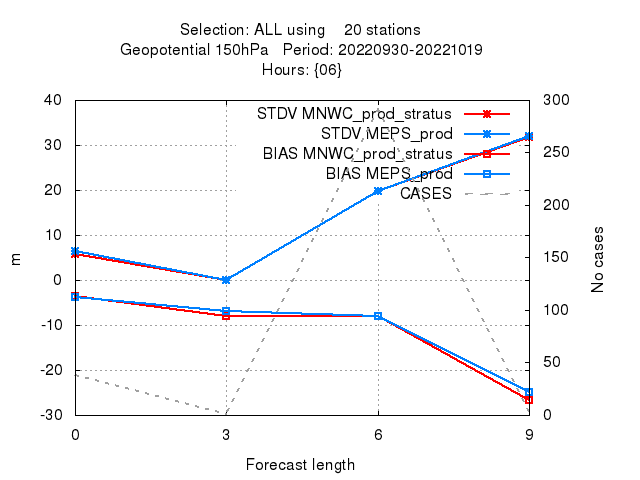 Selection: ALL using    20 stations
Geopotential 150hPa   Period: 20220930-20221019
Hours: {06}
STDV MNWC_prod_stratus
STDV MEPS_prod
BIAS MNWC_prod_stratus
BIAS MEPS_prod
CASES
40
30
20
10
0
-10
-20
-30
m
300
250
200
150
100
50
0
No cases
0 3 6 9
Forecast length